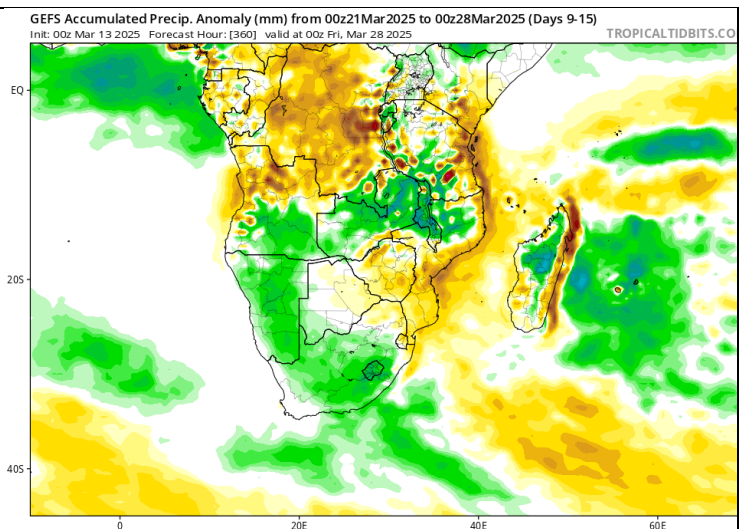 GEFS Accumulated Precip. Anomaly (mm) from 00z21Mar2025 to 00z28Mar2025 (Days 9-15)
Init: 00z Mar 13 2025 Forecast Hour: [360] valid at 00z Fri, Mar 28 2025 TROPICALTIDBITS.CO
EQ
20S
40S
0 20E 40E 60E